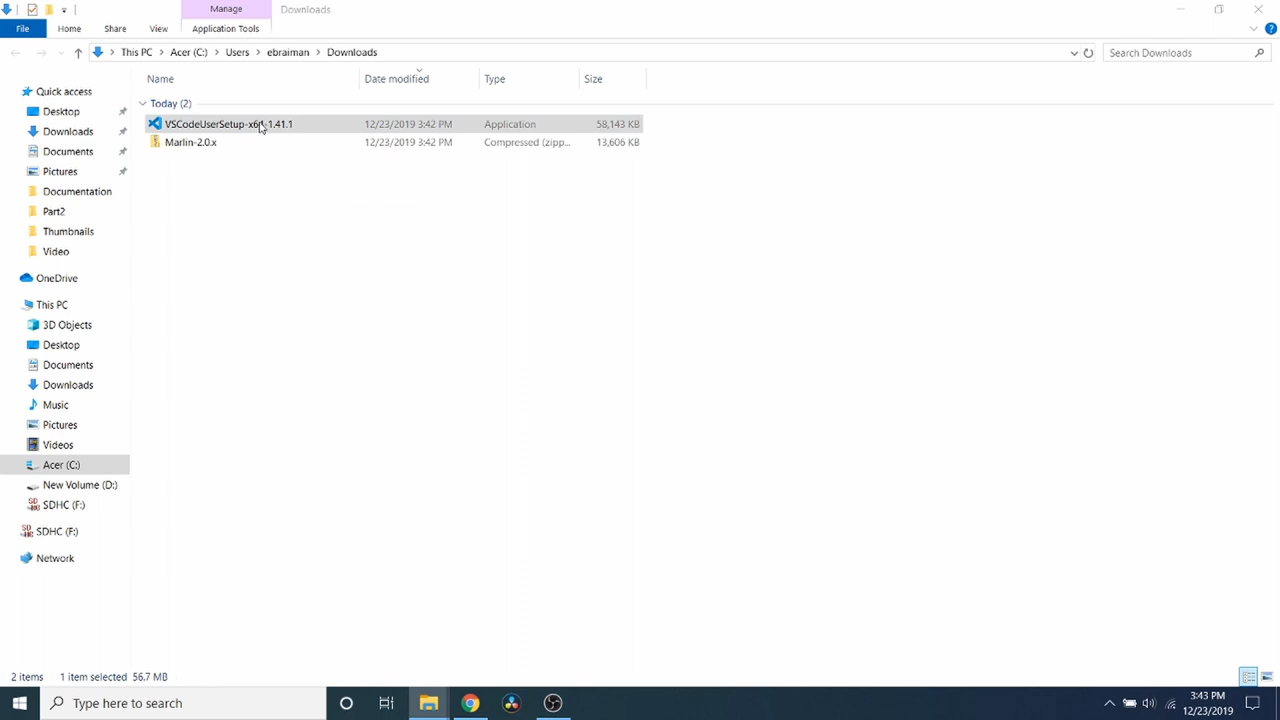 Manage
Downloads
File
Home
Share
View
Application Tools
This PC
Acer (C:)
Users
ebraiman
Downloads
Search Downloads
Name
Date modified
Type
Size
Quick access
Desktop
Downloads
Documents
Pictures
Documentation
Part2
Thumbnails
Video
OneDrive
This PC
3D Objects
Desktop
Documents
Downloads
Music
Pictures
Videos
Acer (C:)
New Volume (D:)
SDHC (F:)
SDHC (F:)
Network
Today (2)
VSCodeUserSetup-x64-1.41.1 12/23/2019 3:42 PM Application 58,143 KB
Marlin-2.0.x 12/23/2019 3:42 PM Compressed (zipp... 13,606 KB
2 items 1 item selected 56.7 MB
Type here to search
3:43 PM
12/23/2019